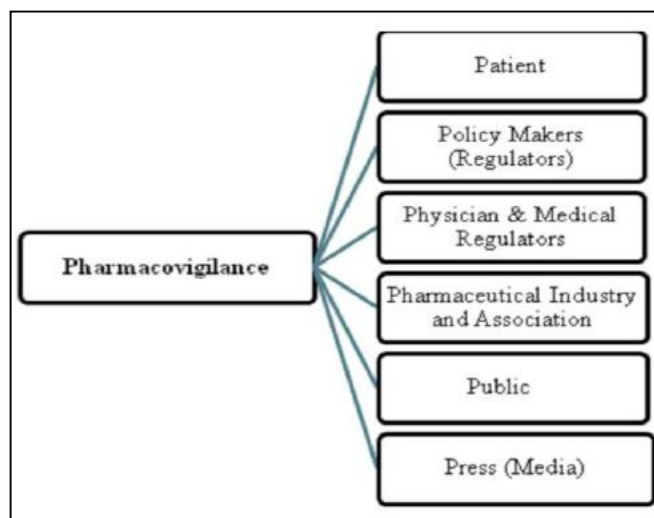 Patient
Policy Makers
(Regulators)
Physician & Medical
Regulators
Pharmacovigilance
Pharmaceutical Industry
and Association
Public
Press (Media)